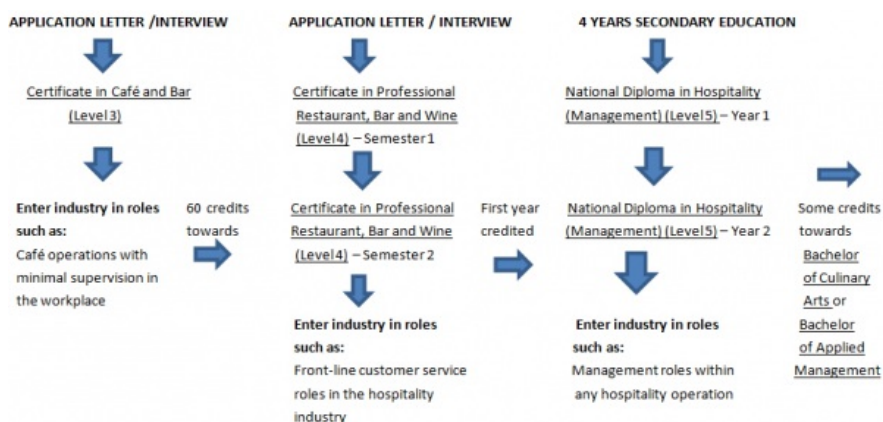 APPLICATION LETTER /INTERVIEW
Certificate in Café and Bar
(Level 3)
Enter industry in roles
such as:
Café operations with
minimal supervision in
the workplace
60 credits
towards
APPLICATION LETTER / INTERVIEW
Certificate in Professional
Restaurant, Bar and Wine
(Level 4) – Semester 1
Certificate in Professional
Restaurant, Bar and Wine
(Level 4) – Semester 2
Enter industry in roles
such as:
Front-line customer service
roles in the hospitality
industry
First year
credited
4 YEARS SECONDARY EDUCATION
National Diploma in Hospitality
(Management) (Level 5) – Year 1
National Diploma in Hospitality
(Management) (Level 5) – Year 2
Enter industry in roles
such as:
Management roles within
any hospitality operation
Some credits
towards
Bachelor
of Culinary
Arts or
Bachelor
of Applied
Management